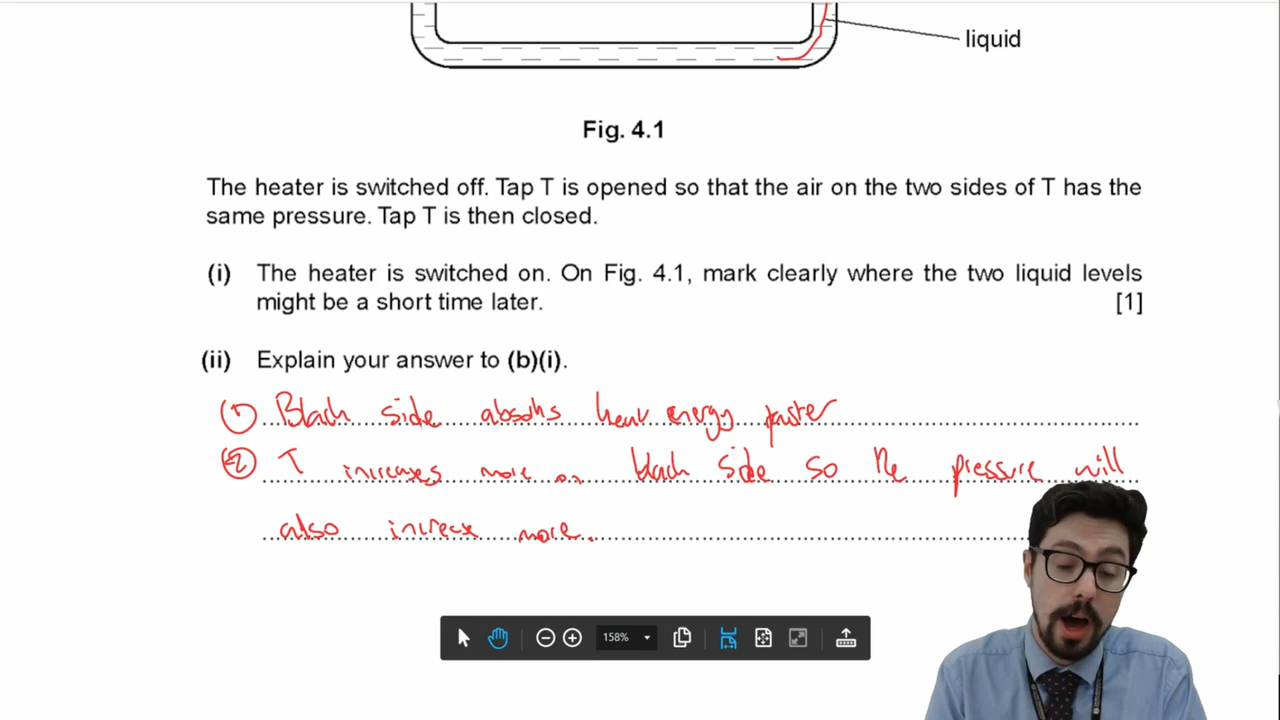 liquid
Fig. 4.1
The heater is switched off. Tap T is opened so that the air on the two sides of T has the
same pressure. Tap T is then closed.
(i) The heater is switched on. On Fig. 4.1, mark clearly where the two liquid levels
might be a short time later. [1]
(ii) Explain your answer to (b)(i).
① Black side absorbs heat energy faster
② T increases more on black side so the pressure will
also increase more.
158%